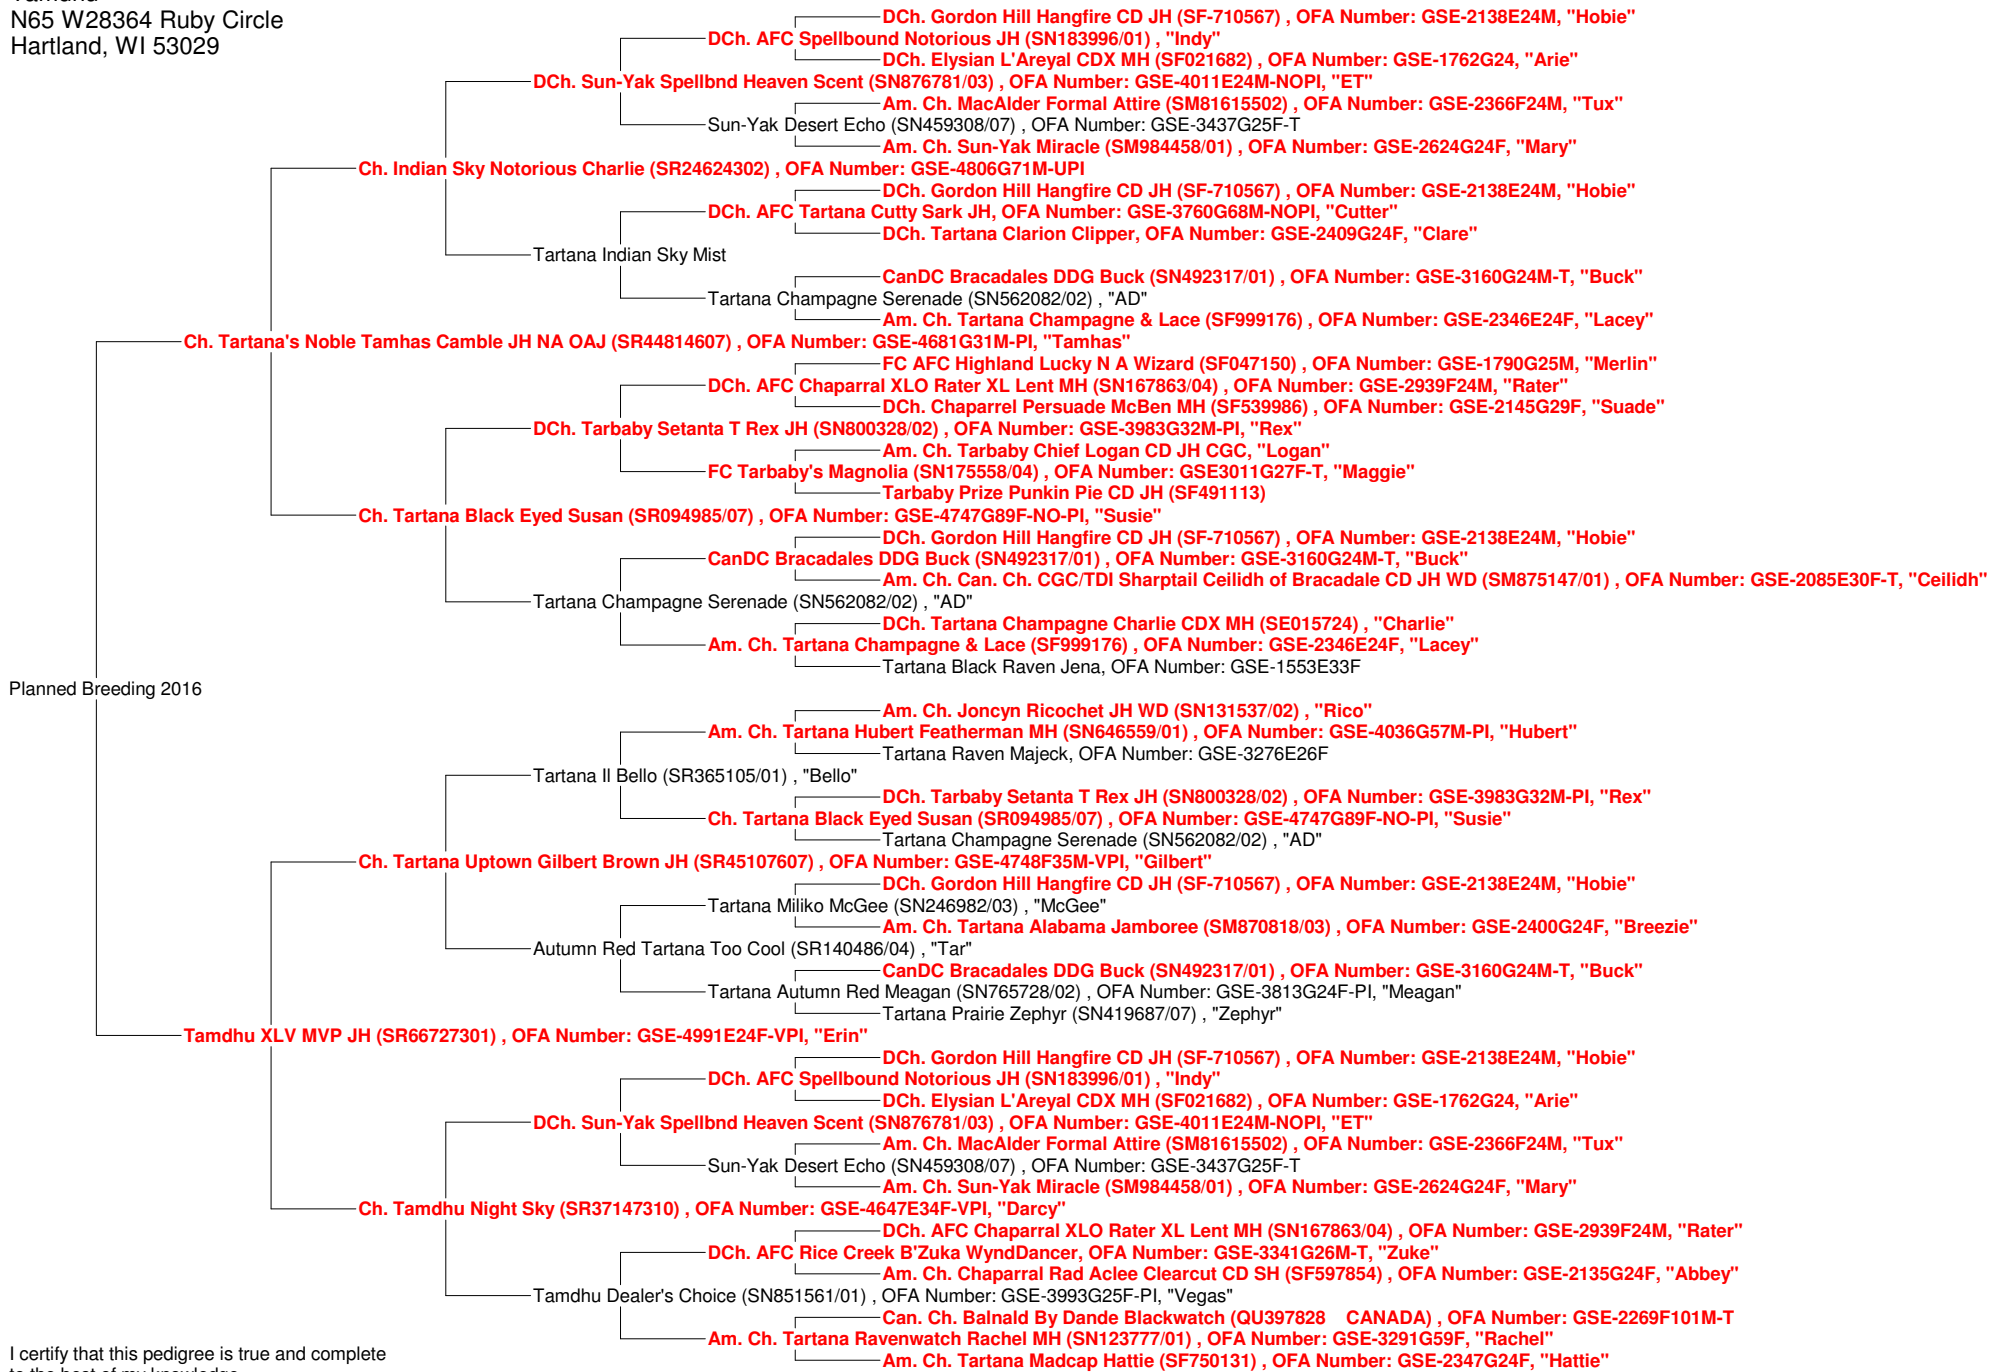 N65 W28364 Ruby Circle
Hartland, WI 53029
DCh. Gordon Hill Hangfire CD JH (SF-710567) , OFA Number: GSE-2138E24M, "Hobie"
DCh. AFC Spellbound Notorious JH (SN183996/01) , "Indy"
DCh. Elysian L'Areyal CDX MH (SF021682) , OFA Number: GSE-1762G24, "Arie"
DCh. Sun-Yak Spellbnd Heaven Scent (SN876781/03) , OFA Number: GSE-4011E24M-NOPI, "ET"
Am. Ch. MacAlder Formal Attire (SM81615502) , OFA Number: GSE-2366F24M, "Tux"
Sun-Yak Desert Echo (SN459308/07) , OFA Number: GSE-3437G25F-T
Am. Ch. Sun-Yak Miracle (SM984458/01) , OFA Number: GSE-2624G24F, "Mary"
Ch. Indian Sky Notorious Charlie (SR24624302) , OFA Number: GSE-4806G71M-UPI
DCh. Gordon Hill Hangfire CD JH (SF-710567) , OFA Number: GSE-2138E24M, "Hobie"
DCh. AFC Tartana Cutty Sark JH, OFA Number: GSE-3760G68M-NOPI, "Cutter"
DCh. Tartana Clarion Clipper, OFA Number: GSE-2409G24F, "Clare"
Tartana Indian Sky Mist
CanDC Bracadales DDG Buck (SN492317/01) , OFA Number: GSE-3160G24M-T, "Buck"
Tartana Champagne Serenade (SN562082/02) , "AD"
Am. Ch. Tartana Champagne & Lace (SF999176) , OFA Number: GSE-2346E24F, "Lacey"
Ch. Tartana's Noble Tamhas Camble JH NA OAJ (SR44814607) , OFA Number: GSE-4681G31M-PI, "Tamhas"
FC AFC Highland Lucky N A Wizard (SF047150) , OFA Number: GSE-1790G25M, "Merlin"
DCh. AFC Chaparral XLO Rater XL Lent MH (SN167863/04) , OFA Number: GSE-2939F24M, "Rater"
DCh. Chaparrel Persuade McBen MH (SF539986) , OFA Number: GSE-2145G29F, "Suade"
DCh. Tarbaby Setanta T Rex JH (SN800328/02) , OFA Number: GSE-3983G32M-PI, "Rex"
Am. Ch. Tarbaby Chief Logan CD JH CGC, "Logan"
FC Tarbaby's Magnolia (SN175558/04) , OFA Number: GSE3011G27F-T, "Maggie"
Tarbaby Prize Punkin Pie CD JH (SF491113)
Ch. Tartana Black Eyed Susan (SR094985/07) , OFA Number: GSE-4747G89F-NO-PI, "Susie"
DCh. Gordon Hill Hangfire CD JH (SF-710567) , OFA Number: GSE-2138E24M, "Hobie"
CanDC Bracadales DDG Buck (SN492317/01) , OFA Number: GSE-3160G24M-T, "Buck"
Am. Ch. Can. Ch. CGC/TDI Sharptail Ceilidh of Bracadale CD JH WD (SM875147/01) , OFA Number: GSE-2085E30F-T, "Ceilidh"
Tartana Champagne Serenade (SN562082/02) , "AD"
DCh. Tartana Champagne Charlie CDX MH (SE015724) , "Charlie"
Am. Ch. Tartana Champagne & Lace (SF999176) , OFA Number: GSE-2346E24F, "Lacey"
Tartana Black Raven Jena, OFA Number: GSE-1553E33F
Planned Breeding 2016
Am. Ch. Joncyn Ricochet JH WD (SN131537/02) , "Rico"
Am. Ch. Tartana Hubert Featherman MH (SN646559/01) , OFA Number: GSE-4036G57M-PI, "Hubert"
Tartana Raven Majeck, OFA Number: GSE-3276E26F
Tartana Il Bello (SR365105/01) , "Bello"
DCh. Tarbaby Setanta T Rex JH (SN800328/02) , OFA Number: GSE-3983G32M-PI, "Rex"
Ch. Tartana Black Eyed Susan (SR094985/07) , OFA Number: GSE-4747G89F-NO-PI, "Susie"
Tartana Champagne Serenade (SN562082/02) , "AD"
Ch. Tartana Uptown Gilbert Brown JH (SR45107607) , OFA Number: GSE-4748F35M-VPI, "Gilbert"
DCh. Gordon Hill Hangfire CD JH (SF-710567) , OFA Number: GSE-2138E24M, "Hobie"
Tartana Miliko McGee (SN246982/03) , "McGee"
Am. Ch. Tartana Alabama Jamboree (SM870818/03) , OFA Number: GSE-2400G24F, "Breezie"
Autumn Red Tartana Too Cool (SR140486/04) , "Tar"
CanDC Bracadales DDG Buck (SN492317/01) , OFA Number: GSE-3160G24M-T, "Buck"
Tartana Autumn Red Meagan (SN765728/02) , OFA Number: GSE-3813G24F-PI, "Meagan"
Tartana Prairie Zephyr (SN419687/07) , "Zephyr"
Tamdhu XLV MVP JH (SR66727301) , OFA Number: GSE-4991E24F-VPI, "Erin"
DCh. Gordon Hill Hangfire CD JH (SF-710567) , OFA Number: GSE-2138E24M, "Hobie"
DCh. AFC Spellbound Notorious JH (SN183996/01) , "Indy"
DCh. Elysian L'Areyal CDX MH (SF021682) , OFA Number: GSE-1762G24, "Arie"
DCh. Sun-Yak Spellbnd Heaven Scent (SN876781/03) , OFA Number: GSE-4011E24M-NOPI, "ET"
Am. Ch. MacAlder Formal Attire (SM81615502) , OFA Number: GSE-2366F24M, "Tux"
Sun-Yak Desert Echo (SN459308/07) , OFA Number: GSE-3437G25F-T
Am. Ch. Sun-Yak Miracle (SM984458/01) , OFA Number: GSE-2624G24F, "Mary"
Ch. Tamdhu Night Sky (SR37147310) , OFA Number: GSE-4647E34F-VPI, "Darcy"
DCh. AFC Chaparral XLO Rater XL Lent MH (SN167863/04) , OFA Number: GSE-2939F24M, "Rater"
DCh. AFC Rice Creek B'Zuka WyndDancer, OFA Number: GSE-3341G26M-T, "Zuke"
Am. Ch. Chaparral Rad Aclee Clearcut CD SH (SF597854) , OFA Number: GSE-2135G24F, "Abbey"
Tamdhu Dealer's Choice (SN851561/01) , OFA Number: GSE-3993G25F-PI, "Vegas"
Can. Ch. Balnald By Dande Blackwatch (QU397828 CANADA) , OFA Number: GSE-2269F101M-T
Am. Ch. Tartana Ravenwatch Rachel MH (SN123777/01) , OFA Number: GSE-3291G59F, "Rachel"
Am. Ch. Tartana Madcap Hattie (SF750131) , OFA Number: GSE-2347G24F, "Hattie"
I certify that this pedigree is true and complete